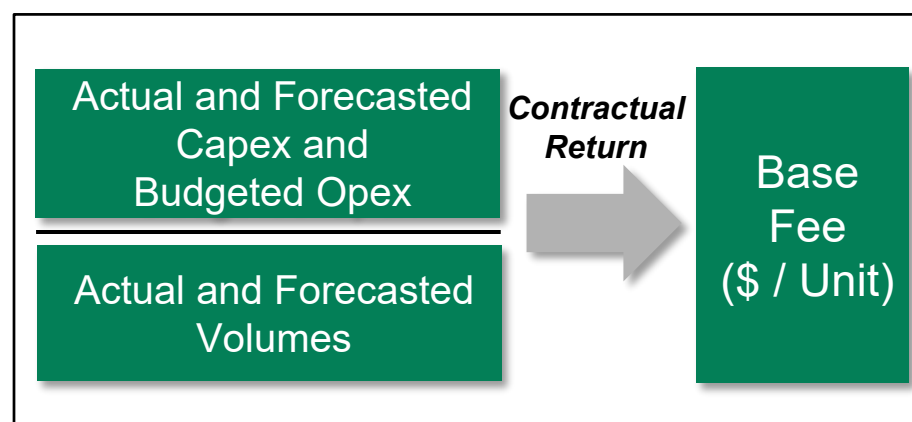 Actual and Forecasted
Capex and
Budgeted Opex
Contractual
Return
Actual and Forecasted
Volumes
Base
Fee
($ / Unit)